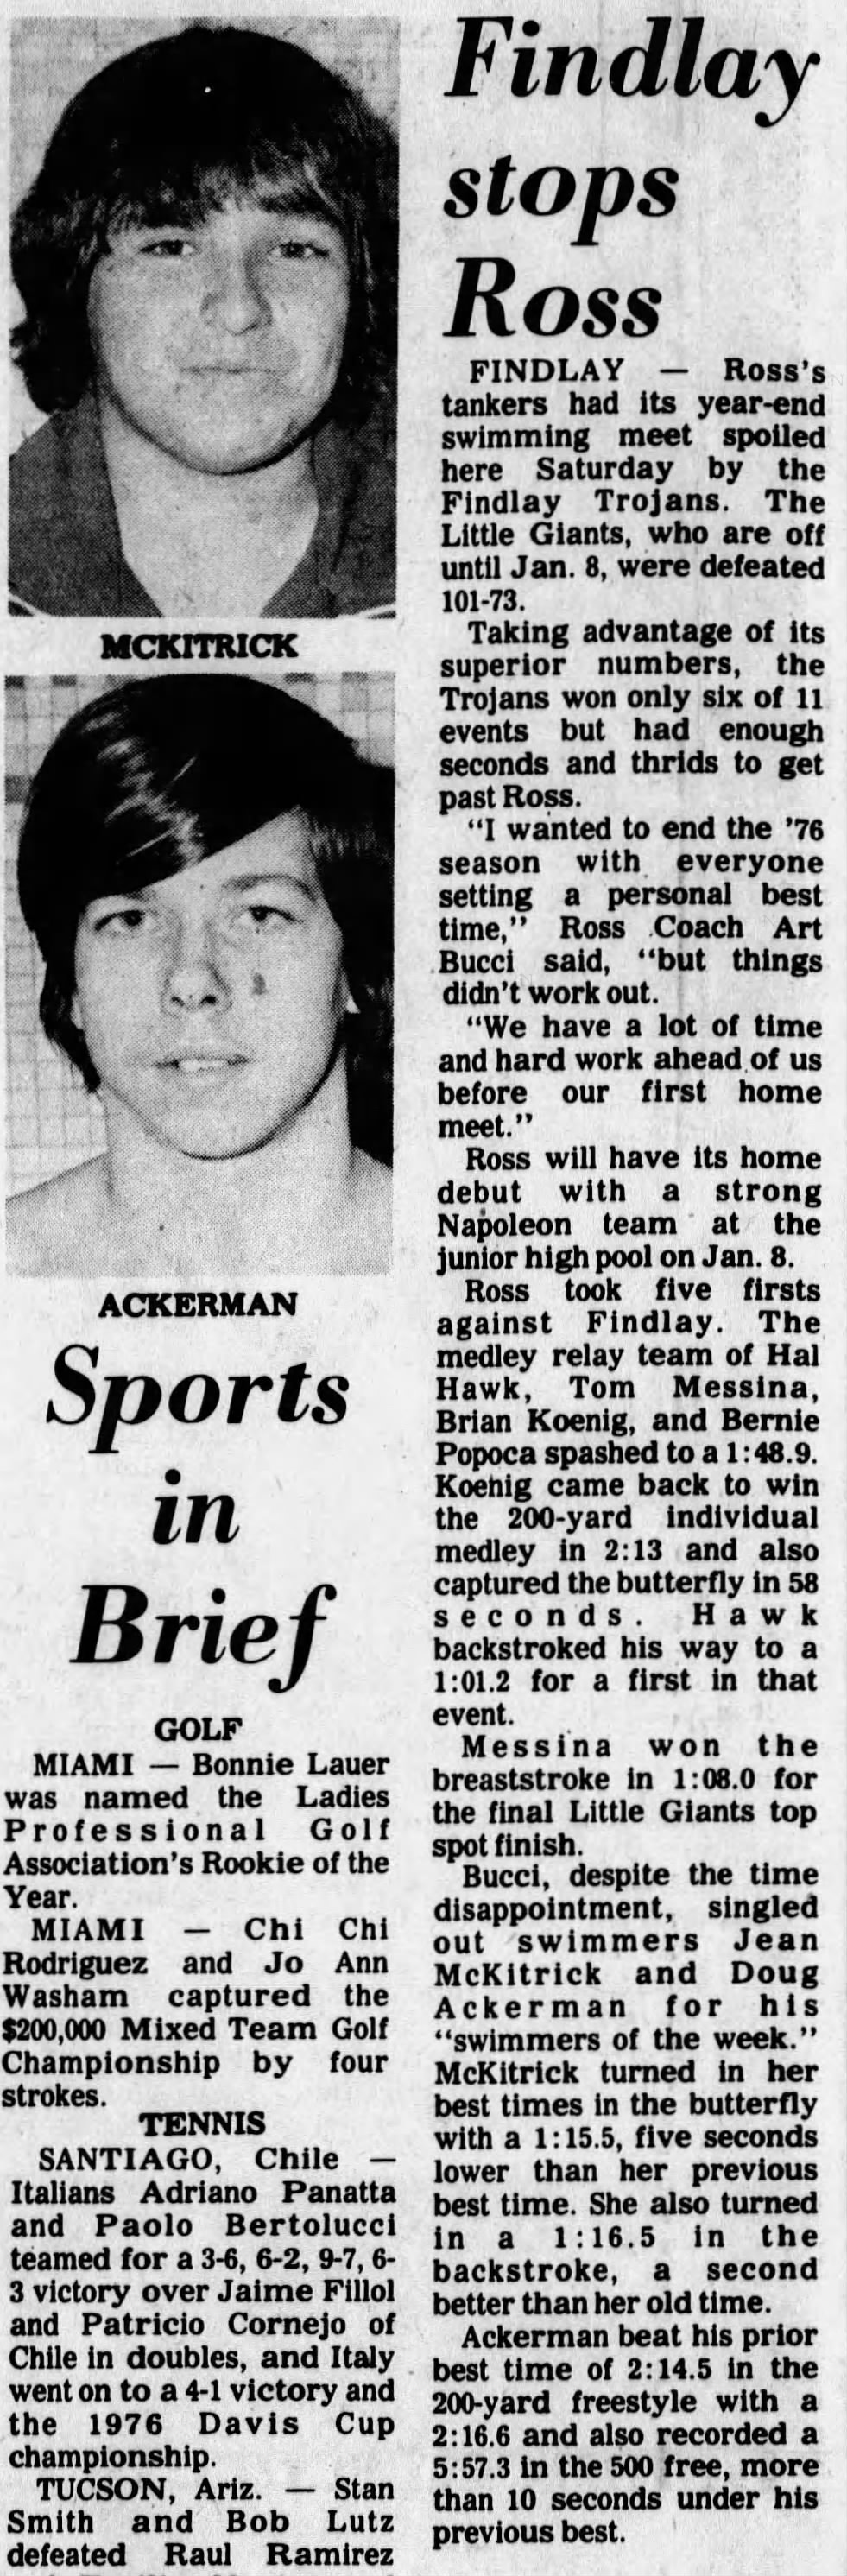 MCKITRICK
ACKERMAN
Sports
in
Brief
GOLF
MIAMI — Bonnie Lauer
was named the Ladies
Professional Golf
Association's Rookie of the
Year.
MIAMI — Chi Chi
Rodriguez and Jo Ann
Washam captured the
$200,000 Mixed Team Golf
Championship by four
strokes.
TENNIS
SANTIAGO, Chile —
Italians Adriano Panatta
and Paolo Bertolucci
teamed for a 3-6, 6-2, 9-7, 6-
3 victory over Jaime Fillol
and Patricio Cornejo of
Chile in doubles, and Italy
went on to a 4-1 victory and
the 1976 Davis Cup
championship.
TUCSON, Ariz. — Stan
Smith and Bob Lutz
defeated Raul Ramirez
Findlay
stops
Ross
FINDLAY — Ross's
tankers had its year-end
swimming meet spoiled
here Saturday by the
Findlay Trojans. The
Little Giants, who are off
until Jan. 8, were defeated
101-73.
Taking advantage of its
superior numbers, the
Trojans won only six of 11
events but had enough
seconds and thrids to get
past Ross.
"I wanted to end the '76
season with everyone
setting a personal best
time," Ross Coach Art
Bucci said, "but things
didn't work out.
"We have a lot of time
and hard work ahead of us
before our first home
meet."
Ross will have its home
debut with a strong
Napoleon team at the
junior high pool on Jan. 8.
Ross took five firsts
against Findlay. The
medley relay team of Hal
Hawk, Tom Messina,
Brian Koenig, and Bernie
Popoca spashed to a 1:48.9.
Koenig came back to win
the 200-yard individual
medley in 2:13 and also
captured the butterfly in 58
seconds. Hawk
backstroked his way to a
1:01.2 for a first in that
event.
Messina won the
breaststroke in 1:08.0 for
the final Little Giants top
spot finish.
Bucci, despite the time
disappointment, singled
out swimmers Jean
McKitrick and Doug
Ackerman for his
"swimmers of the week."
McKitrick turned in her
best times in the butterfly
with a 1:15.5, five seconds
lower than her previous
best time. She also turned
in a 1:16.5 in the
backstroke, a second
better than her old time.
Ackerman beat his prior
best time of 2:14.5 in the
200-yard freestyle with a
2:16.6 and also recorded a
5:57.3 in the 500 free, more
than 10 seconds under his
previous best.